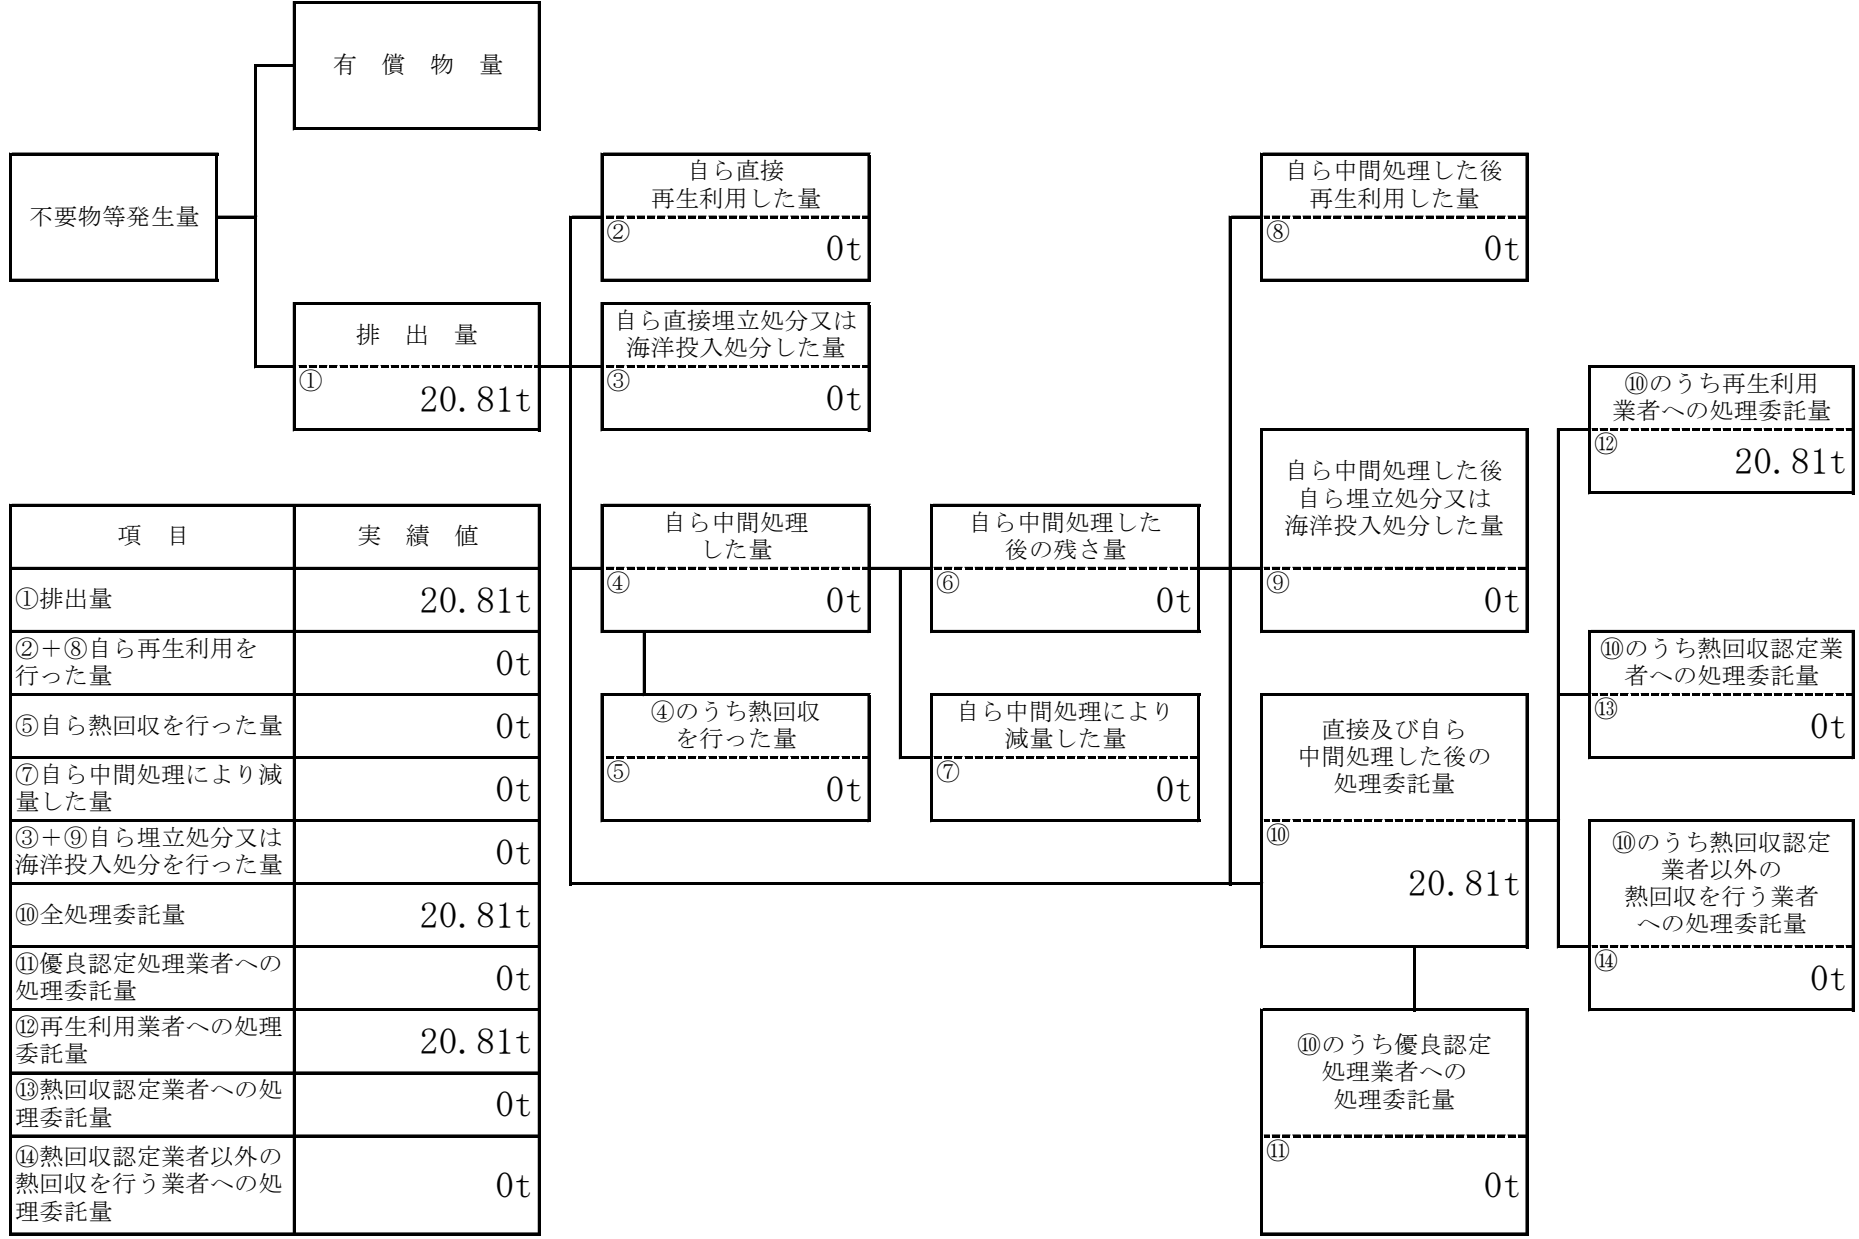 有 償 物 量
不要物等発生量
排 出 量
①
20.81t
自ら直接
再生利用した量
②
0t
自ら直接埋立処分又は
海洋投入処分した量
③
0t
自ら中間処理
した量
④
0t
④のうち熱回収
を行った量
⑤
0t
自ら中間処理した
後の残さ量
⑥
0t
自ら中間処理により
減量した量
⑦
0t
自ら中間処理した後
再生利用した量
⑧
0t
自ら中間処理した後
自ら埋立処分又は
海洋投入処分した量
⑨
0t
直接及び自ら
中間処理した後の
処理委託量
⑩
20.81t
⑩のうち優良認定
処理業者への
処理委託量
⑪
0t
⑩のうち再生利用
業者への処理委託量
⑫
20.81t
⑩のうち熱回収認定業
者への処理委託量
⑬
0t
⑩のうち熱回収認定
業者以外の
熱回収を行う業者
への処理委託量
⑭
0t
項 目 実 績 値
①排出量 20.81t
②+⑧自ら再生利用を
行った量 0t
⑤自ら熱回収を行った量 0t
⑦自ら中間処理により減
量した量 0t
③+⑨自ら埋立処分又は
海洋投入処分を行った量 0t
⑩全処理委託量 20.81t
⑪優良認定処理業者への
処理委託量 0t
⑫再生利用業者への処理
委託量 20.81t
⑬熱回収認定業者への処
理委託量 0t
⑭熱回収認定業者以外の
熱回収を行う業者への処
理委託量 0t